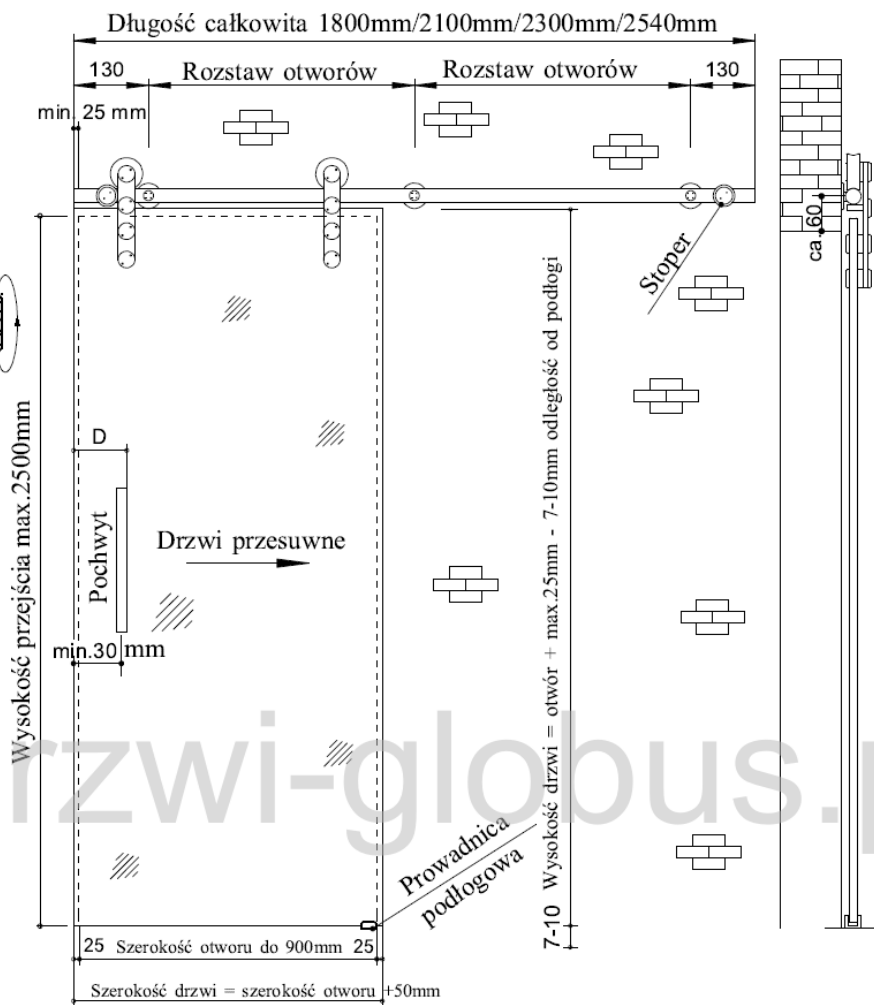 Długość całkowita 1800mm/2100mm/2300mm/2540mm
130
Rozstaw otworów
Rozstaw otworów
130
min. 25 mm
ca. 60
Stoper
Wysokość przejścia max.2500mm
D
Pochwyt
Drzwi przesuwne
min.30 mm
Wysokość drzwi = otwór + max.25mm - 7-10mm odległość od podłogi
7-10
rzwi-globus.p
Prowadnica
podłogowa
25 Szerokość otworu do 900mm 25
Szerokość drzwi = szerokość otworu +50mm